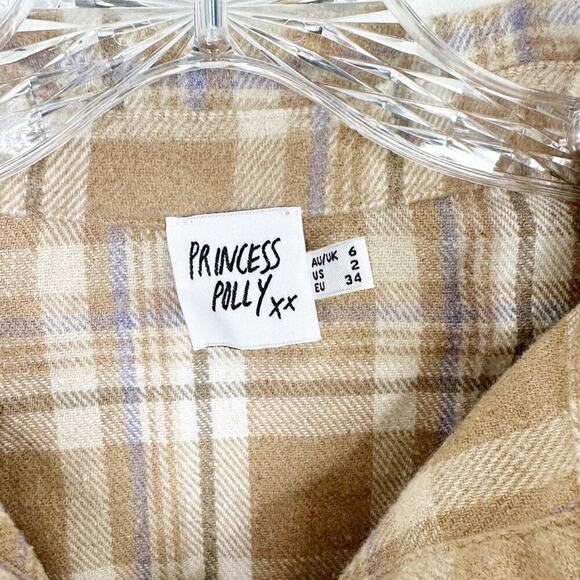 PRINCESS
POLLY xx
AU/UK 6
US 2
EU 34